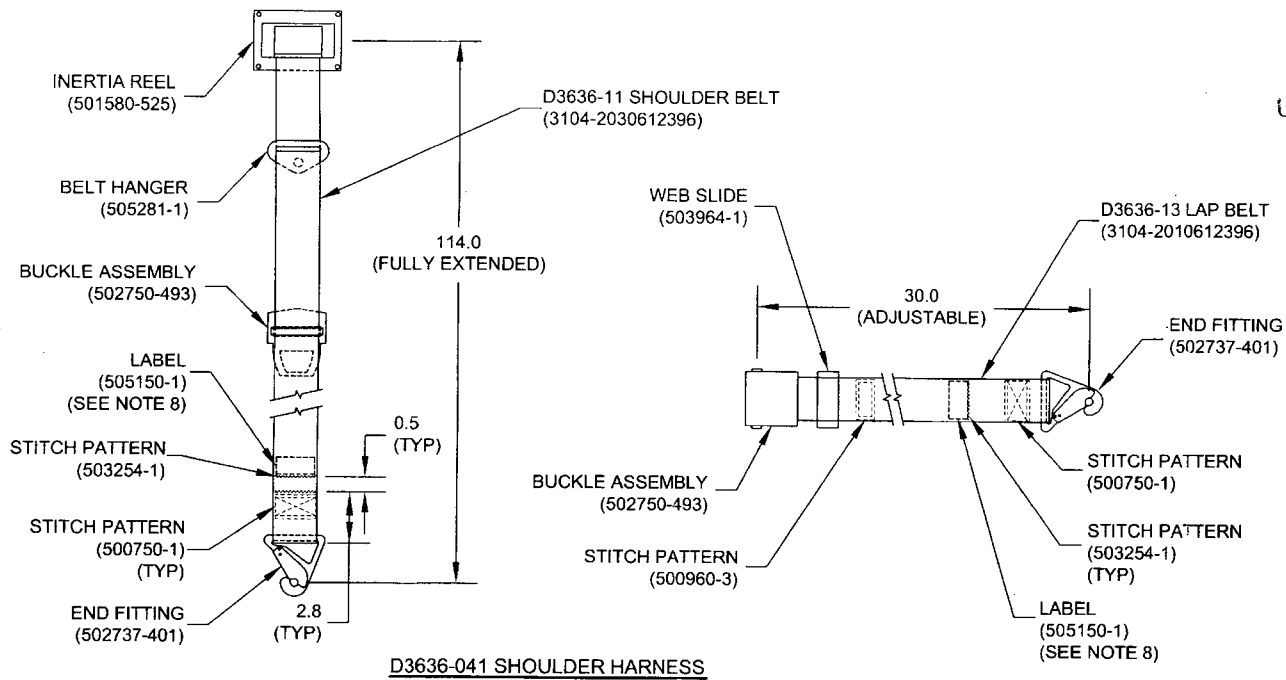 INERTIA REEL
(501580-525)
D3636-11 SHOULDER BELT
(3104-2030612396)
BELT HANGER
(505281-1)
114.0
(FULLY EXTENDED)
BUCKLE ASSEMBLY
(502750-493)
LABEL
(505150-1)
(SEE NOTE 8)
0.5
(TYP)
STITCH PATTERN
(503254-1)
STITCH PATTERN
(500750-1)
(TYP)
END FITTING
(502737-401)
2.8
(TYP)
D3636-041 SHOULDER HARNESS
WEB SLIDE
(503964-1)
D3636-13 LAP BELT
(3104-2010612396)
30.0
(ADJUSTABLE)
END FITTING
(502737-401)
BUCKLE ASSEMBLY
(502750-493)
STITCH PATTERN
(500750-1)
STITCH PATTERN
(500960-3)
STITCH PATTERN
(503254-1)
(TYP)
LABEL
(505150-1)
(SEE NOTE 8)